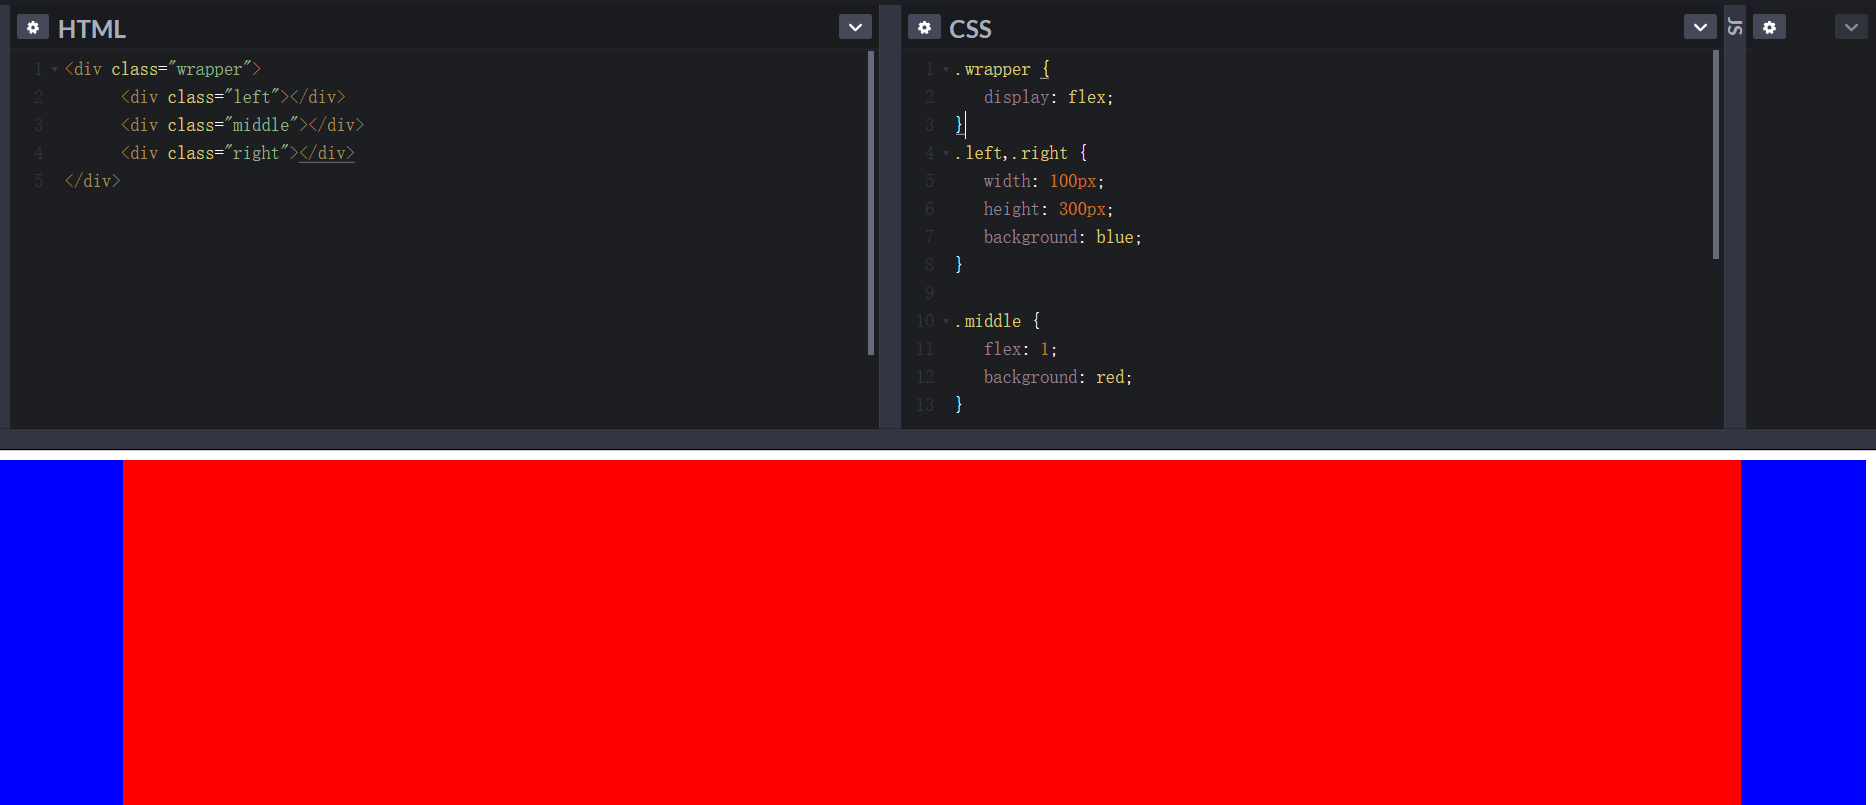 HTML
1 <div class="wrapper">
2 <div class="left"></div>
3 <div class="middle"></div>
4 <div class="right"></div>
5 </div>
CSS
1 .wrapper {
2 display: flex;
3 }
4 .left,.right {
5 width: 100px;
6 height: 300px;
7 background: blue;
8 }
9
10 .middle {
11 flex: 1;
12 background: red;
13 }
JS